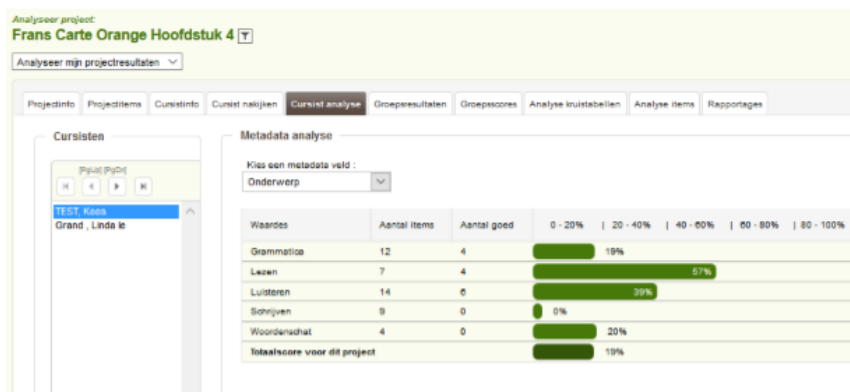 Analyseer project:
Frans Carte Orange Hoofdstuk 4
Analyseer mijn projectresultaten
Projectinfo Projectitems Cursistinfo Cursist nakijken Cursist analyse Groepsresultaten Groepsscores Analyse kruistabellen Analyse items Rapportages
Cursisten
[PgUp] [PgDn]
TEST, Kees
Grand , Linda le
Metadata analyse
Kies een metadata veld :
Onderwerp
Waardes Aantal items Aantal goed 0 - 20% | 20 - 40% | 40 - 60% | 60 - 80% | 80 - 100%
Grammatica 12 4 19%
Lezen 7 4 57%
Luisteren 14 6 39%
Schrijven 9 0 0%
Woordenschat 4 0 20%
Totaalscore voor dit project 19%